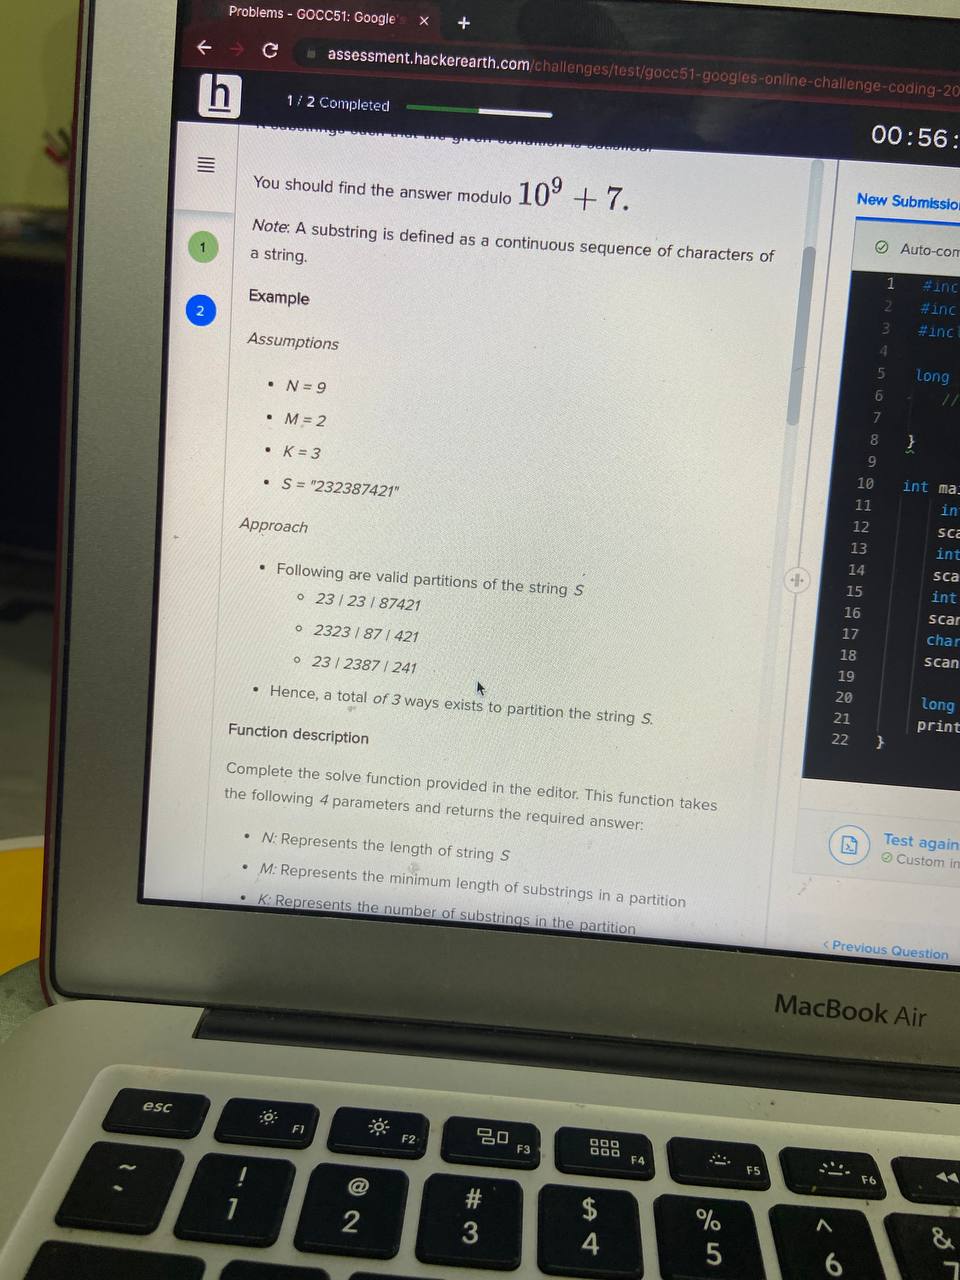 Problems - GOCC51: Google'
assessment.hackerearth.com/challenges/test/gocc51-googles-online-challenge-coding-20
h
1 / 2 Completed
00:56:
You should find the answer modulo 10⁹ + 7.
Note: A substring is defined as a continuous sequence of characters of
a string.
1
2
Example
Assumptions
• N = 9
• M = 2
• K = 3
• S = "232387421"
Approach
• Following are valid partitions of the string S
23 | 23 | 87421
2323 | 87 | 421
23 | 2387 | 241
• Hence, a total of 3 ways exists to partition the string S.
Function description
Complete the solve function provided in the editor. This function takes
the following 4 parameters and returns the required answer:
• N: Represents the length of string S
• M: Represents the minimum length of substrings in a partition
• K: Represents the number of substrings in the partition
New Submissio
Auto-com
1 #inc
2 #inc
3 #incl
4
5 long
6 //
7
8 }
9
10 int mai
11 in
12 sca
13 int
14 sca
15 int
16 scan
17 char
18 scan
19
20 long
21 print
22 }
Test again
Custom in
< Previous Question
MacBook Air
esc
F1
F2
F3
F4
F5
F6
~
! 1
@ 2
# 3
$ 4
% 5
^ 6
& 7